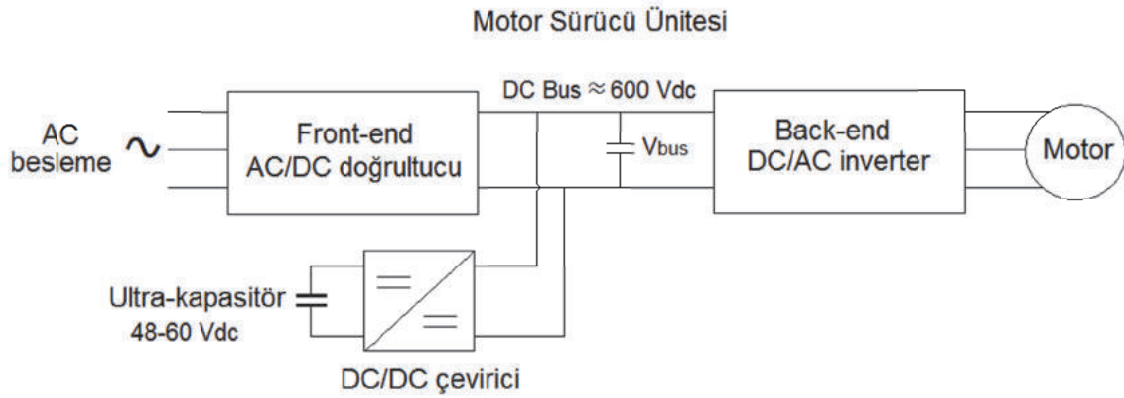 Motor Sürücü Ünitesi
DC Bus ≈ 600 Vdc
AC
besleme
Front-end
AC/DC doğrultucu
Vbus
Back-end
DC/AC inverter
Motor
Ultra-kapasitör
48-60 Vdc
DC/DC çevirici